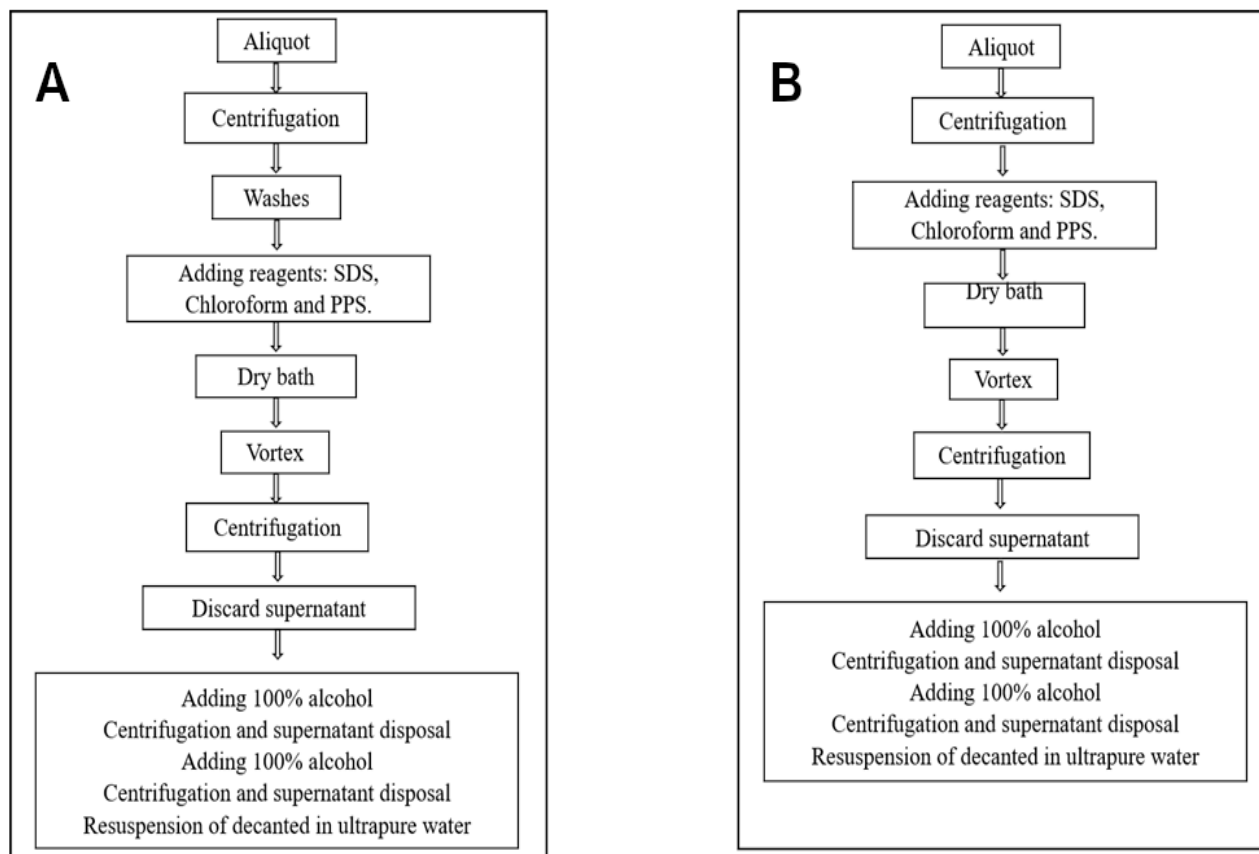 A
Aliquot
Centrifugation
Washes
Adding reagents: SDS,
Chloroform and PPS.
Dry bath
Vortex
Centrifugation
Discard supernatant
Adding 100% alcohol
Centrifugation and supernatant disposal
Adding 100% alcohol
Centrifugation and supernatant disposal
Resuspension of decanted in ultrapure water
B
Aliquot
Centrifugation
Adding reagents: SDS,
Chloroform and PPS.
Dry bath
Vortex
Centrifugation
Discard supernatant
Adding 100% alcohol
Centrifugation and supernatant disposal
Adding 100% alcohol
Centrifugation and supernatant disposal
Resuspension of decanted in ultrapure water